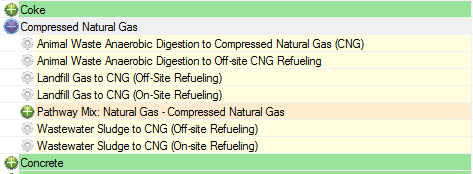 Coke
Compressed Natural Gas
Animal Waste Anaerobic Digestion to Compressed Natural Gas (CNG)
Animal Waste Anaerobic Digestion to Off-site CNG Refueling
Landfill Gas to CNG (Off-Site Refueling)
Landfill Gas to CNG (On-Site Refueling)
Pathway Mix: Natural Gas - Compressed Natural Gas
Wastewater Sludge to CNG (Off-site Refueling)
Wastewater Sludge to CNG (On-site Refueling)
Concrete